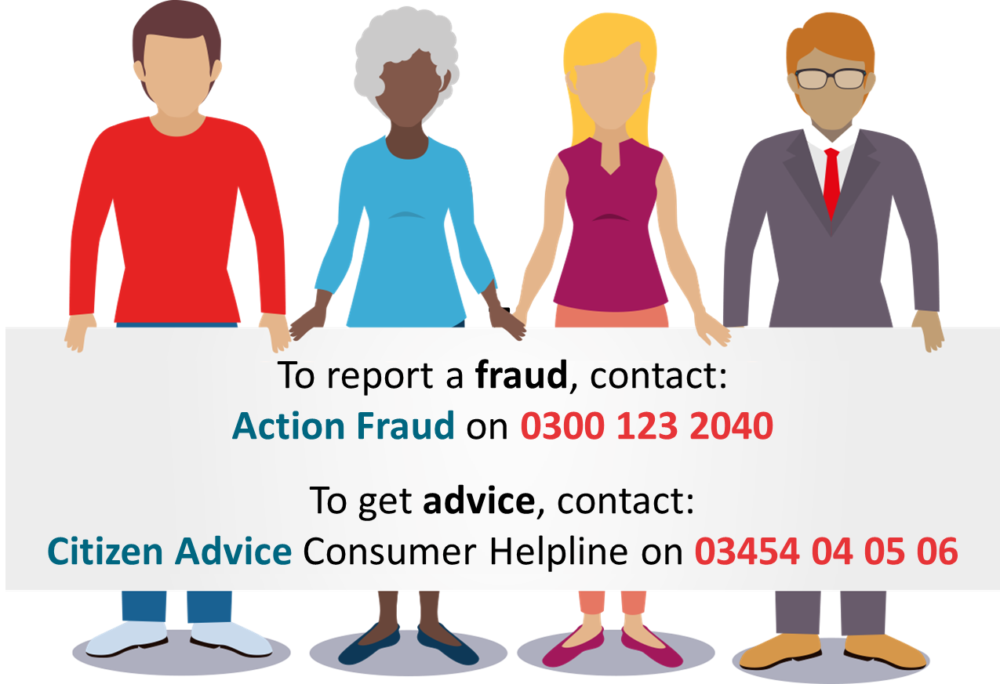 To report a fraud, contact:
Action Fraud on 0300 123 2040
To get advice, contact:
Citizen Advice Consumer Helpline on 03454 04 05 06